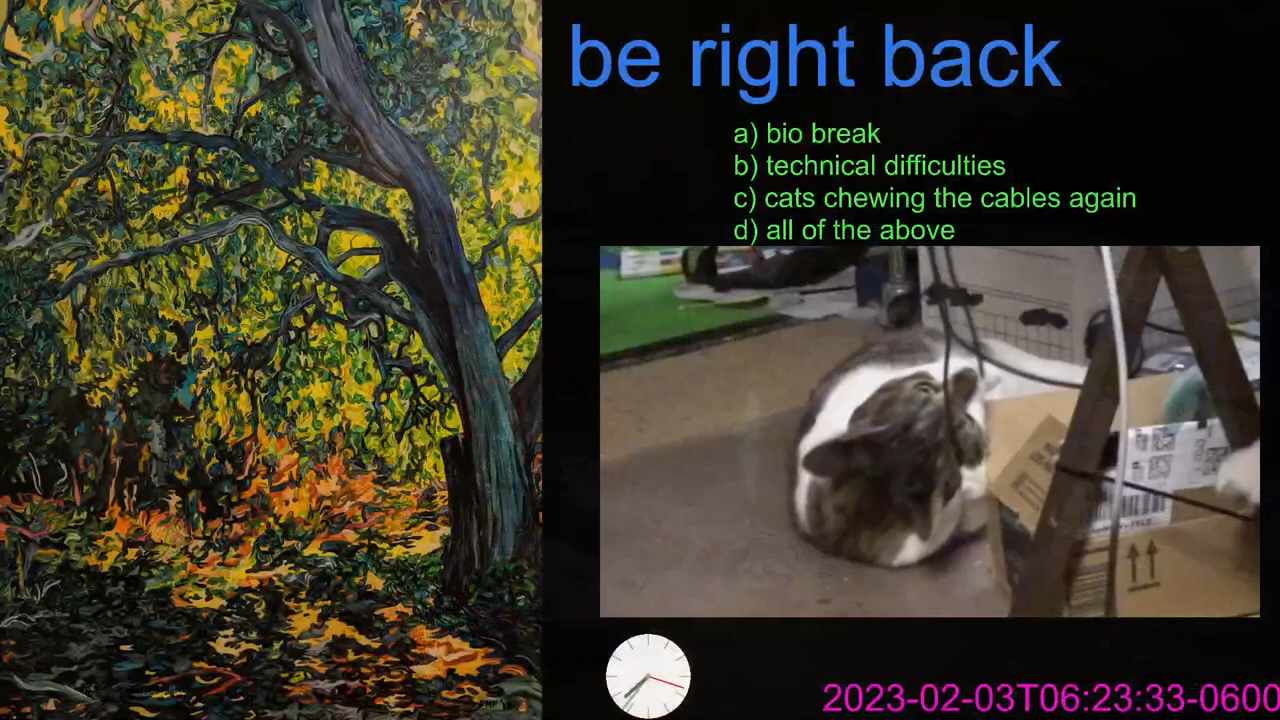 be right back
a) bio break
b) technical difficulties
c) cats chewing the cables again
d) all of the above
2023-02-03T06:23:33-0600